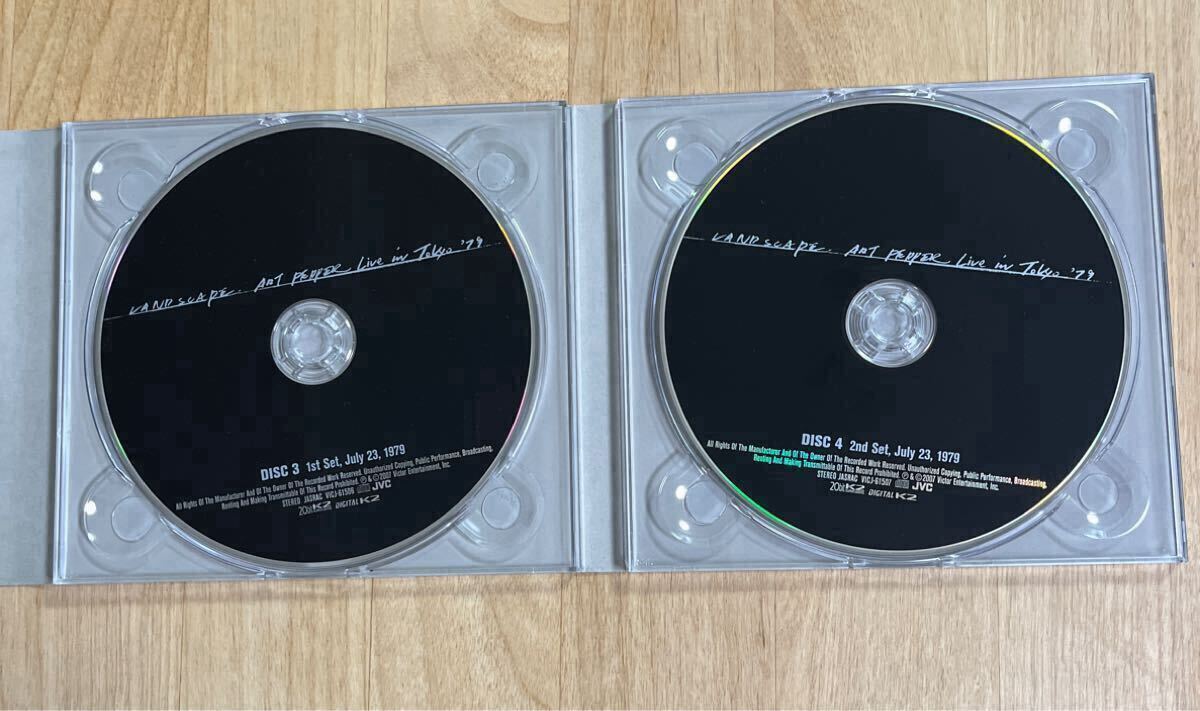 LANDSCAPE ART PEPPER Live in Tokyo '79
DISC 3 1st Set, July 23, 1979
All Rights Of The Manufacturer And Of The Owner Of The Recorded Work Reserved. Unauthorized Copying, Public Performance, Broadcasting,
Renting And Making Transmittable Of This Record Prohibited. Ⓟ & ©2007 Victor Entertainment, Inc.
STEREO JASRAC VICJ-61506 JVC
20bit K2 DIGITAL K2
LANDSCAPE ART PEPPER Live in Tokyo '79
DISC 4 2nd Set, July 23, 1979
All Rights Of The Manufacturer And Of The Owner Of The Recorded Work Reserved. Unauthorized Copying, Public Performance, Broadcasting,
Renting And Making Transmittable Of This Record Prohibited. Ⓟ & ©2007 Victor Entertainment, Inc.
STEREO JASRAC VICJ-61507 JVC
20bit K2 DIGITAL K2